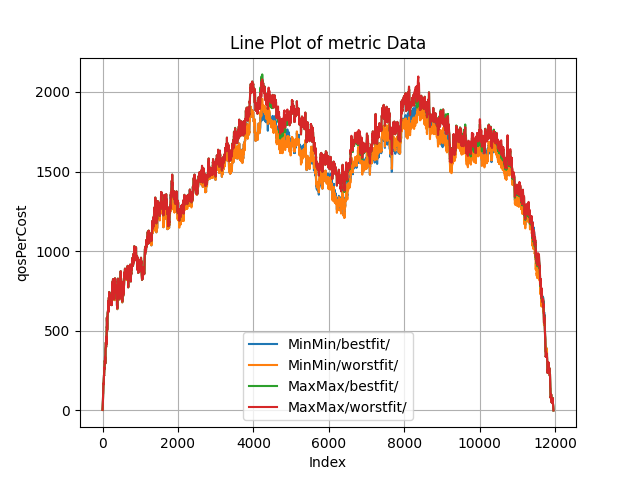 Line Plot of metric Data
qosPerCost
2000
1500
1000
500
0
MinMin/bestfit/
MinMin/worstfit/
MaxMax/bestfit/
MaxMax/worstfit/
0 2000 4000 6000 8000 10000 12000
Index